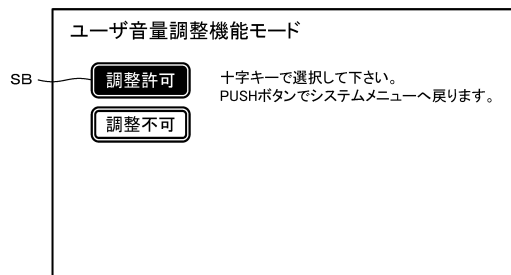 ユーザ音量調整機能モード
SB
調整許可
十字キーで選択して下さい。
PUSHボタンでシステムメニューへ戻ります。
調整不可